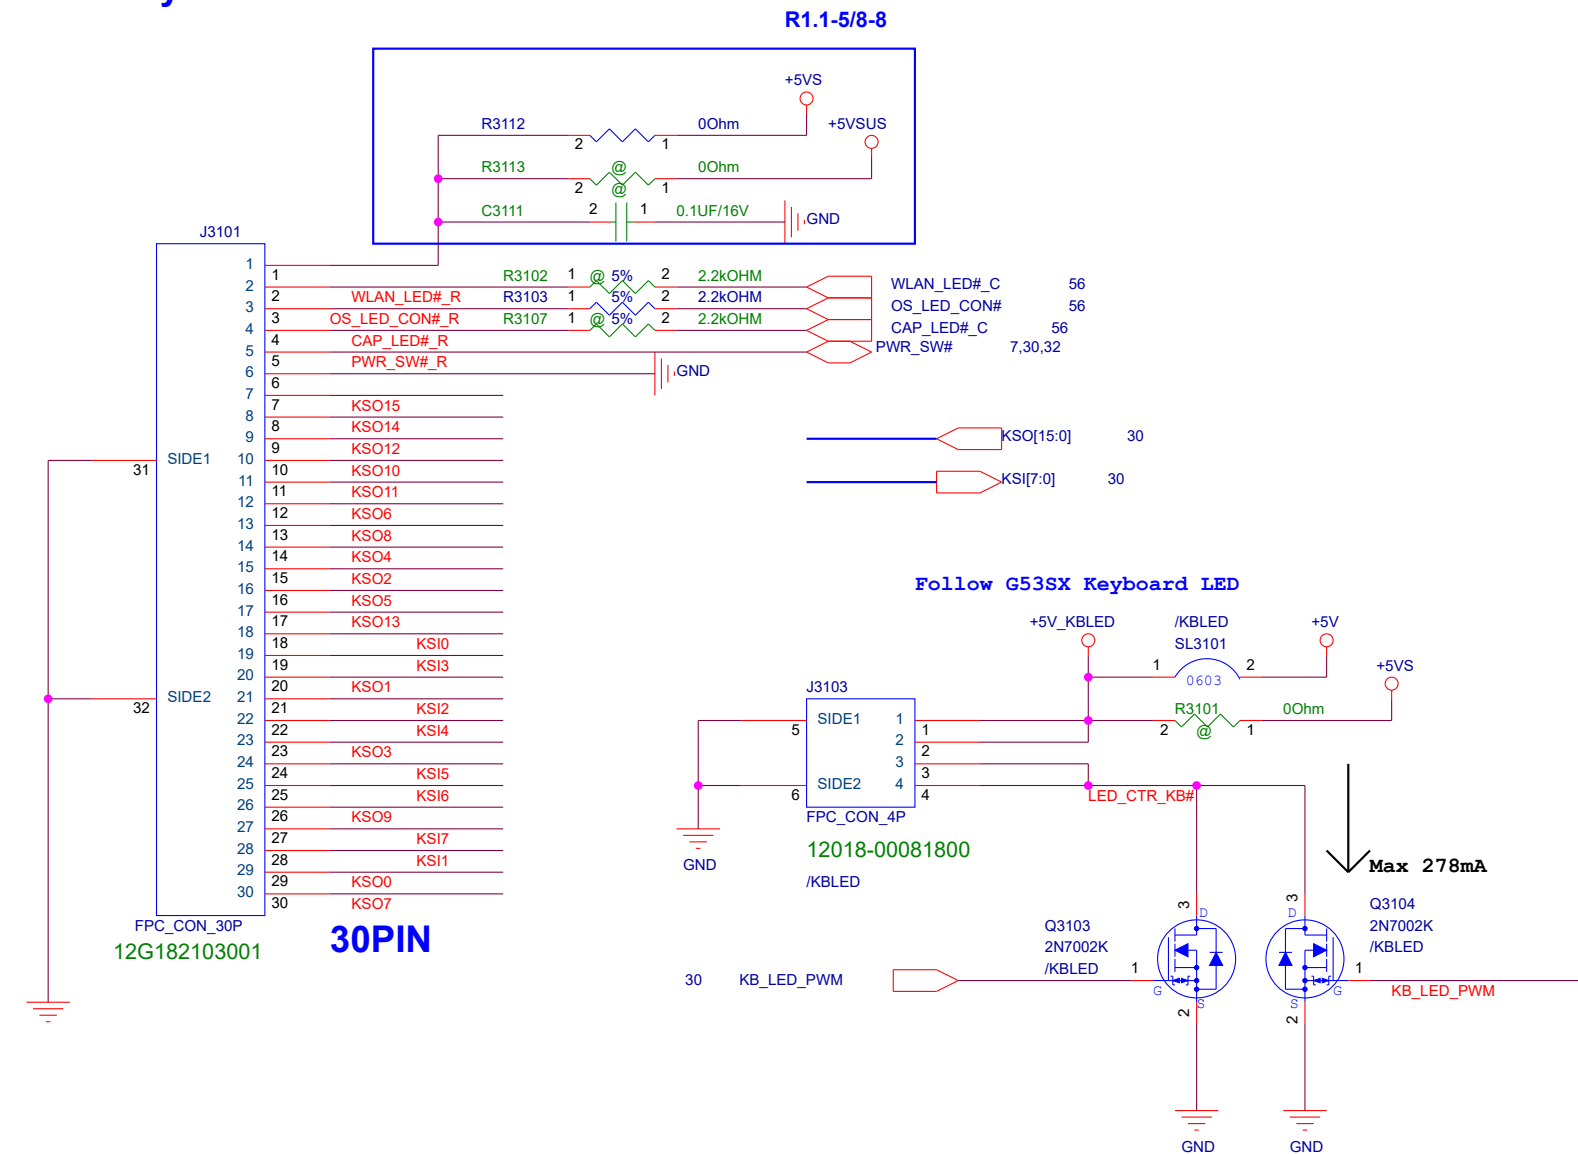 R1.1-5/8-8
+5VS
R3112 0Ohm +5VSUS
2 1
R3113 @ 0Ohm
2 @ 1
C3111 2 1 0.1UF/16V GND
J3101
1 1
2 2 WLAN_LED#_R R3102 1 @ 5% 2 2.2kOHM WLAN_LED#_C 56
3 3 OS_LED_CON#_R R3103 1 5% 2 2.2kOHM OS_LED_CON# 56
4 4 CAP_LED#_R R3107 1 @ 5% 2 2.2kOHM CAP_LED#_C 56
5 5 PWR_SW#_R PWR_SW# 7,30,32
6 6 GND
7 7 KSO15
8 8 KSO14
9 9 KSO12
10 10 KSO10
11 11 KSO11
12 12 KSO6
13 13 KSO8
14 14 KSO4
15 15 KSO2
16 16 KSO5
17 17 KSO13
18 18 KSI0
19 19 KSI3
20 20 KSO1
21 21 KSI2
22 22 KSI4
23 23 KSO3
24 24 KSI5
25 25 KSI6
26 26 KSO9
27 27 KSI7
28 28 KSI1
29 29 KSO0
30 30 KSO7
SIDE1 31
SIDE2 32
FPC_CON_30P
12G182103001
30PIN
KSO[15:0] 30
KSI[7:0] 30
Follow G53SX Keyboard LED
+5V_KBLED /KBLED +5V
SL3101
1 2
0603
+5VS
R3101 0Ohm
2 @ 1
J3103
5 SIDE1 1 1
2 2
3 3
6 SIDE2 4 4
LED_CTR_KB#
FPC_CON_4P
12018-00081800
/KBLED
GND
Max 278mA
Q3103
2N7002K
/KBLED
3 D
1 G
2 S
Q3104
2N7002K
/KBLED
3 D
1 G
2 S
30 KB_LED_PWM
KB_LED_PWM
GND GND